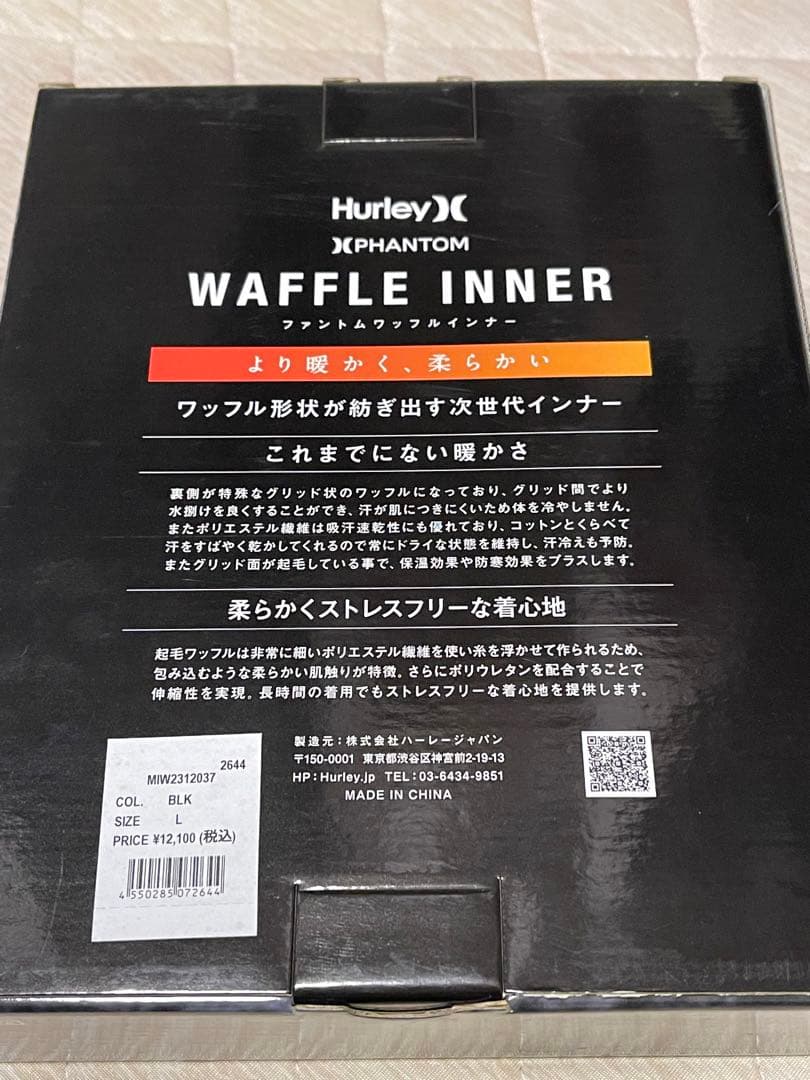 Hurley
PHANTOM
WAFFLE INNER
ファントムワッフルインナー
より暖かく、柔らかい
ワッフル形状が紡ぎ出す次世代インナー
これまでにない暖かさ
裏側が特殊なグリッド状のワッフルになっており、グリッド間でより
水捌けを良くすることができ、汗が肌につきにくいため体を冷やしません。
またポリエステル繊維は吸汗速乾性にも優れており、コットンとくらべて
汗をすばやく乾かしてくれるので常にドライな状態を維持し、汗冷えも予防。
またグリッド面が起毛している事で、保温効果や防寒効果をプラスします。
柔らかくストレスフリーな着心地
起毛ワッフルは非常に細いポリエステル繊維を使い糸を浮かせて作られるため、
包み込むような柔らかい肌触りが特徴。さらにポリウレタンを配合することで
伸縮性を実現。長時間の着用でもストレスフリーな着心地を提供します。
製造元：株式会社ハーレージャパン
〒150-0001 東京都渋谷区神宮前2-19-13
HP：Hurley.jp TEL：03-6434-9851
MADE IN CHINA
2644
MIW2312037
COL. BLK
SIZE L
PRICE ¥12,100 (税込)
4 550285 072644